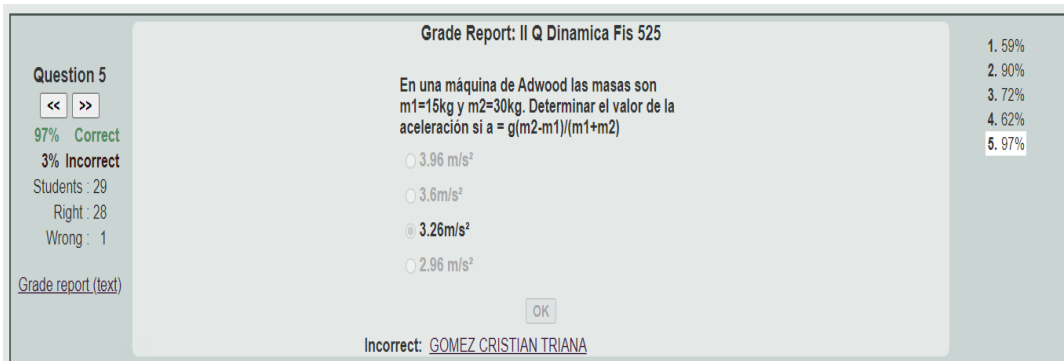 Grade Report: II Q Dinamica Fis 525
Question 5
<< >>
97% Correct
3% Incorrect
Students : 29
Right : 28
Wrong : 1
Grade report (text)
En una máquina de Adwood las masas son
m1=15kg y m2=30kg. Determinar el valor de la
aceleración si a = g(m2-m1)/(m1+m2)
3.96 m/s²
3.6m/s²
3.26m/s²
2.96 m/s²
OK
Incorrect: GOMEZ CRISTIAN TRIANA
1. 59%
2. 90%
3. 72%
4. 62%
5. 97%